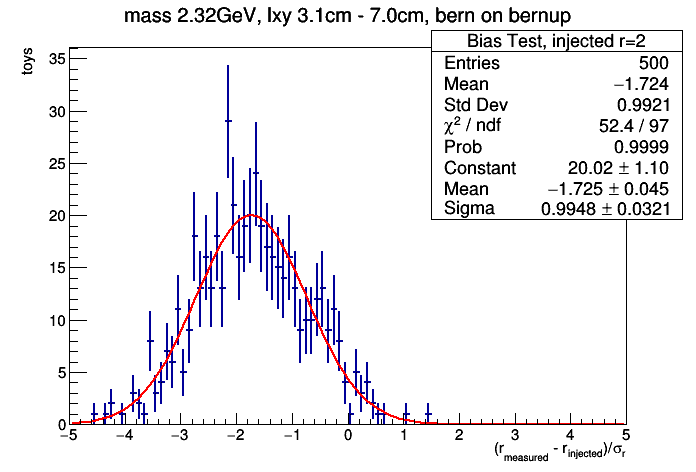 mass 2.32GeV, lxy 3.1cm - 7.0cm, bern on bernup
Bias Test, injected r=2
Entries 500
Mean −1.724
Std Dev 0.9921
χ² / ndf 52.4 / 97
Prob 0.9999
Constant 20.02 ± 1.10
Mean −1.725 ± 0.045
Sigma 0.9948 ± 0.0321
toys
35
30
25
20
15
10
5
0
−5 −4 −3 −2 −1 0 1 2 3 4 5
(r_measured - r_injected)/σ_r